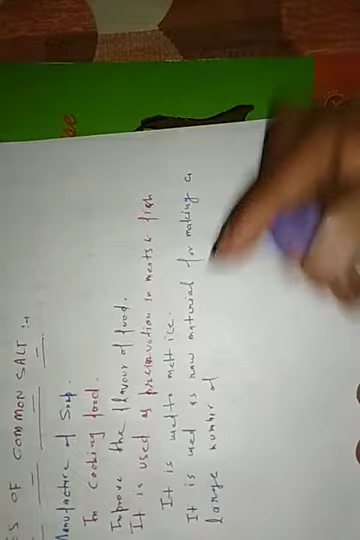 ES OF COMMON SALT :-
Manufacture of Soap.
In Cooking food.
Improve the flavour of food.
It is used as preservation in meats & fish
It is used to melt ice.
It is used as raw material for making a
large number of
ee